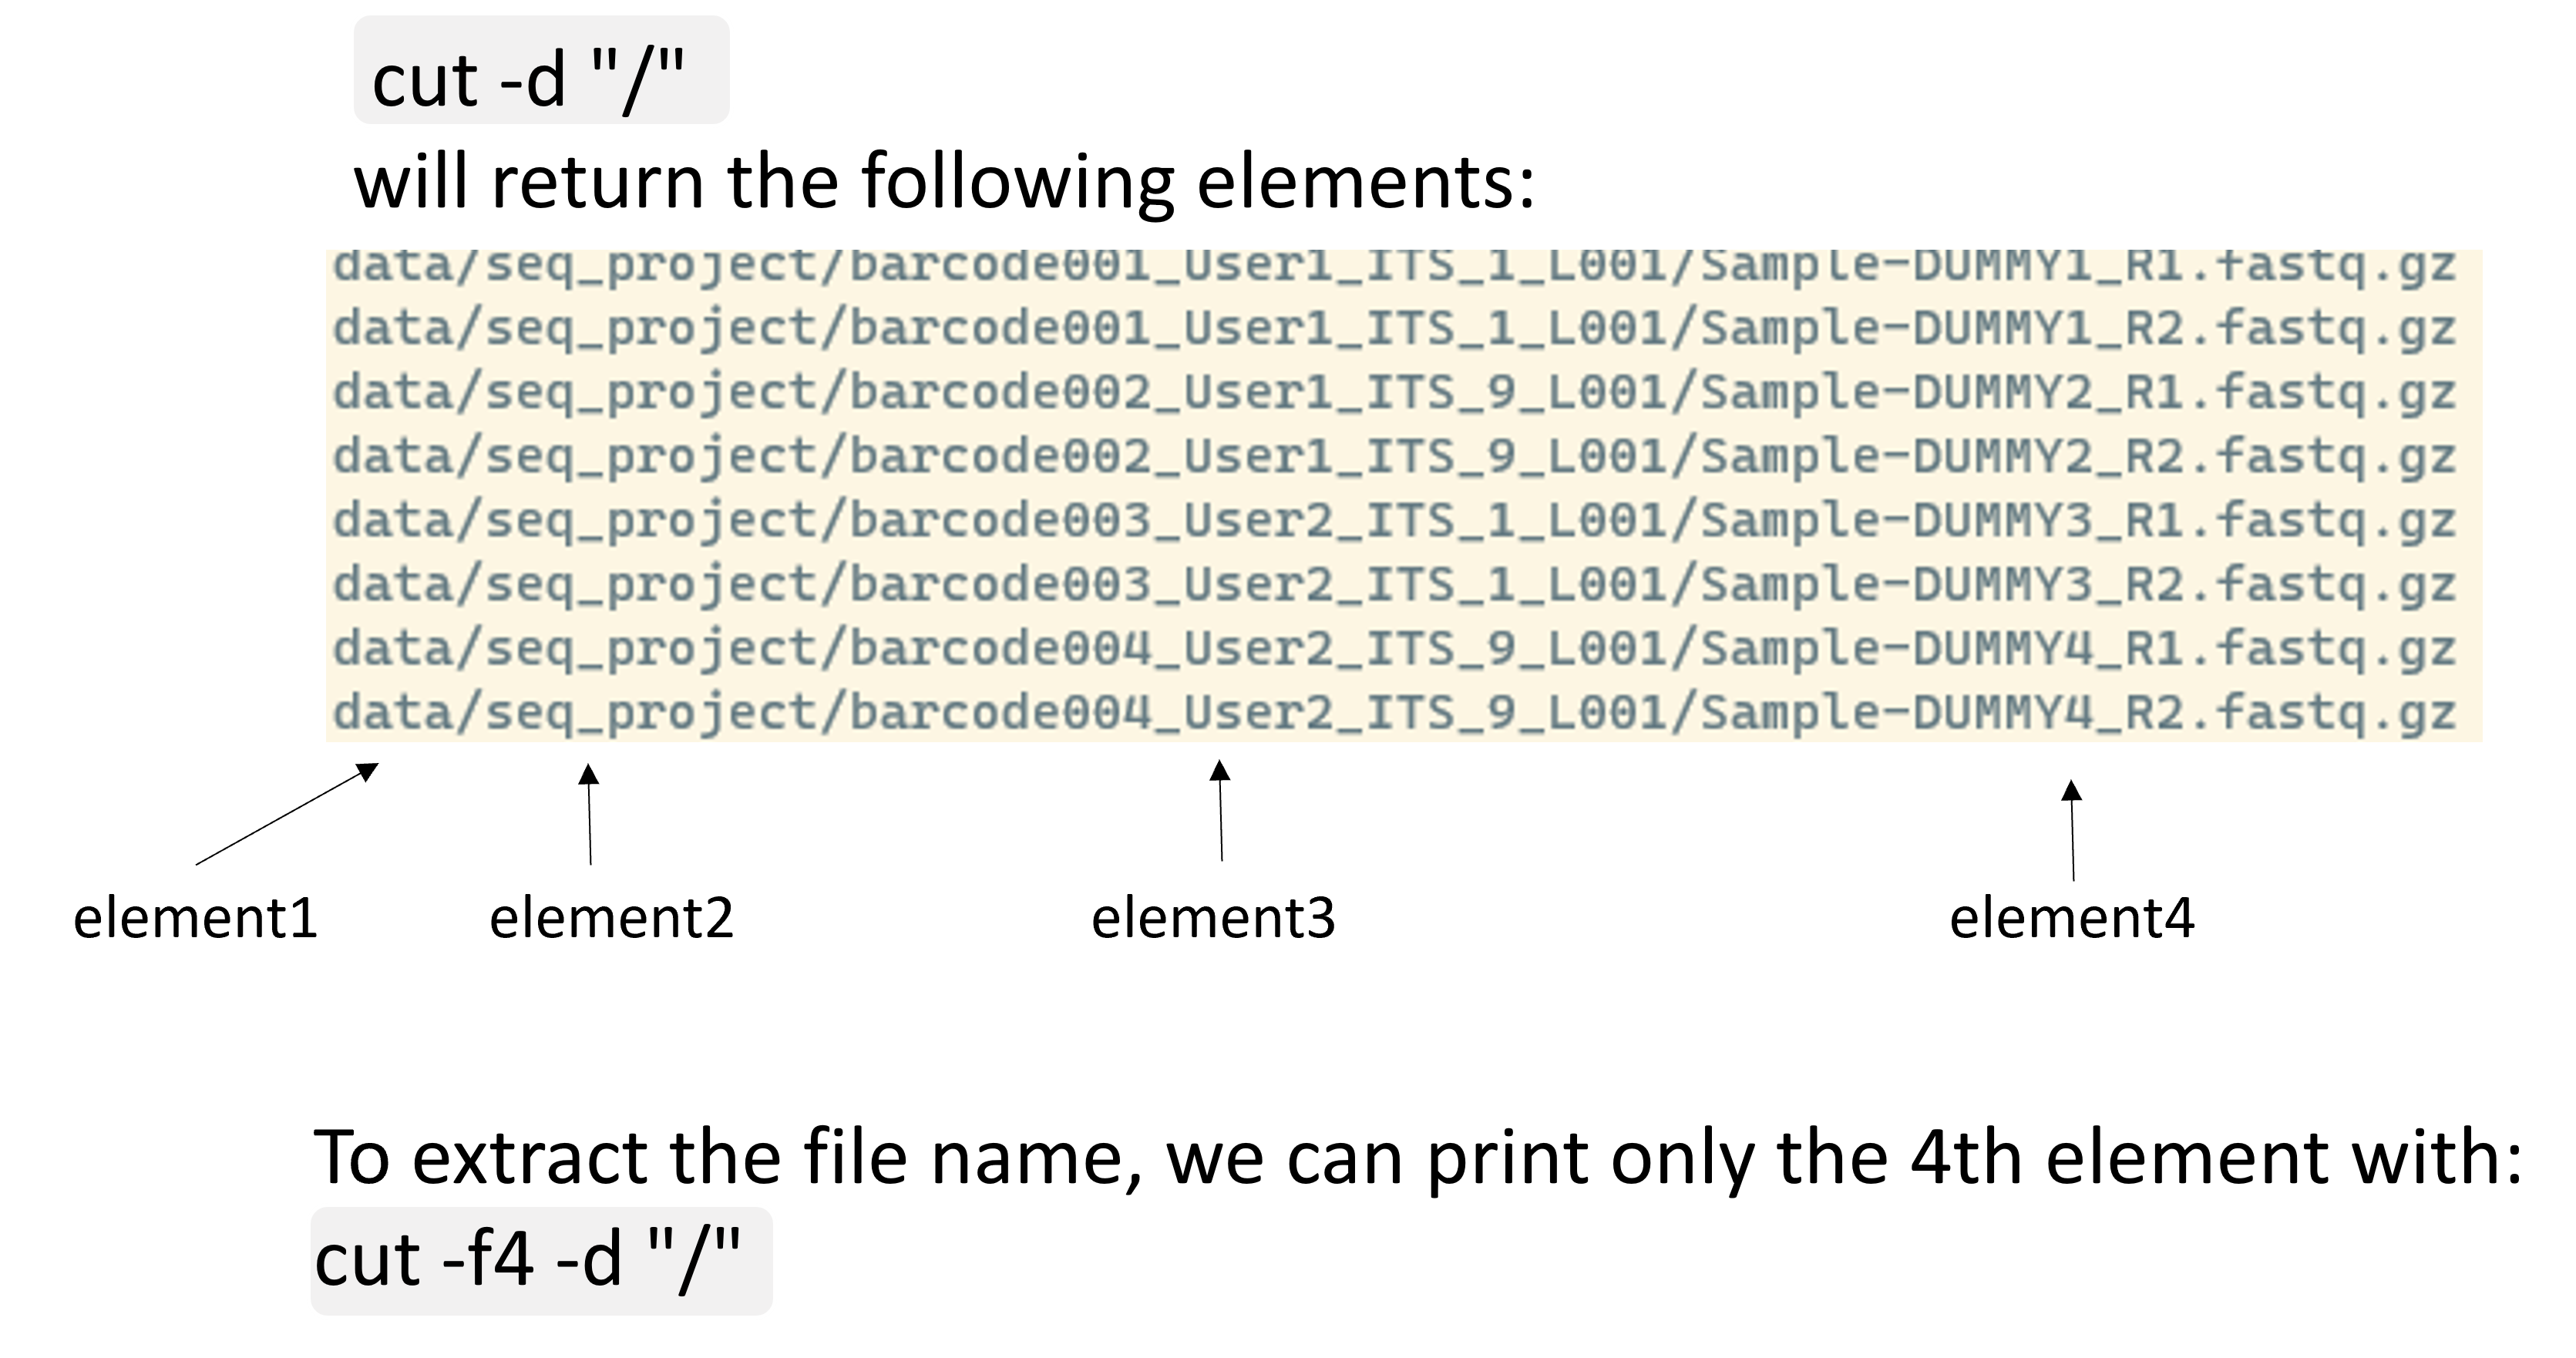 cut -d "/"
will return the following elements:
data/seq_project/barcode001_User1_ITS_1_L001/Sample-DUMMY1_R1.fastq.gz
data/seq_project/barcode001_User1_ITS_1_L001/Sample-DUMMY1_R2.fastq.gz
data/seq_project/barcode002_User1_ITS_9_L001/Sample-DUMMY2_R1.fastq.gz
data/seq_project/barcode002_User1_ITS_9_L001/Sample-DUMMY2_R2.fastq.gz
data/seq_project/barcode003_User2_ITS_1_L001/Sample-DUMMY3_R1.fastq.gz
data/seq_project/barcode003_User2_ITS_1_L001/Sample-DUMMY3_R2.fastq.gz
data/seq_project/barcode004_User2_ITS_9_L001/Sample-DUMMY4_R1.fastq.gz
data/seq_project/barcode004_User2_ITS_9_L001/Sample-DUMMY4_R2.fastq.gz
element1 element2 element3 element4
To extract the file name, we can print only the 4th element with:
cut -f4 -d "/"